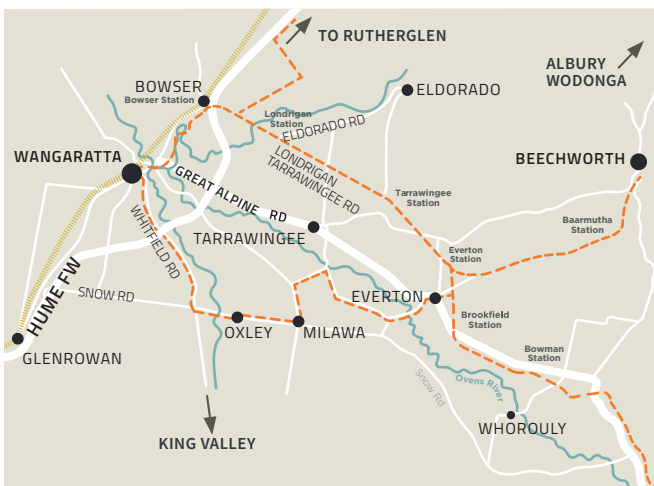 TO RUTHERGLEN
ALBURY
WODONGA
BOWSER
Bowser Station
ELDORADO
Londrigan
Station
ELDORADO RD
WANGARATTA
BEECHWORTH
LONDRIGAN
TARRAWINGEE RD
GREAT ALPINE RD
Tarrawingee
Station
WHITFIELD RD
Baarmutha
Station
TARRAWINGEE
Everton
Station
HUME FW
SNOW RD
EVERTON
Brookfield
Station
OXLEY
MILAWA
GLENROWAN
Bowman
Station
Snow Rd
Ovens River
WHOROULY
KING VALLEY